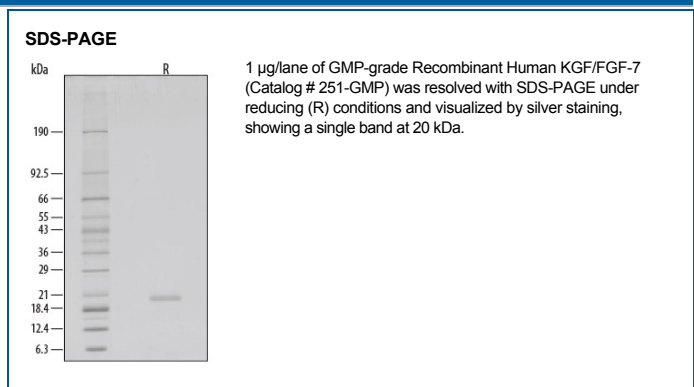 SDS-PAGE
kDa R
190
92.5
66
55
43
36
29
21
18.4
12.4
6.3
1 µg/lane of GMP-grade Recombinant Human KGF/FGF-7
(Catalog # 251-GMP) was resolved with SDS-PAGE under
reducing (R) conditions and visualized by silver staining,
showing a single band at 20 kDa.